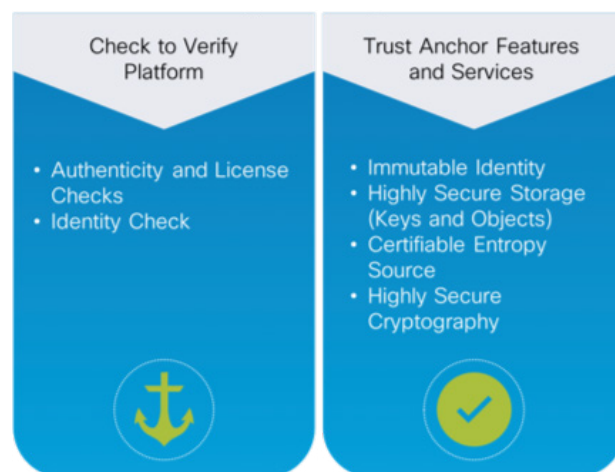 Check to Verify
Platform
• Authenticity and License
Checks
• Identity Check
Trust Anchor Features
and Services
• Immutable Identity
• Highly Secure Storage
(Keys and Objects)
• Certifiable Entropy
Source
• Highly Secure
Cryptography